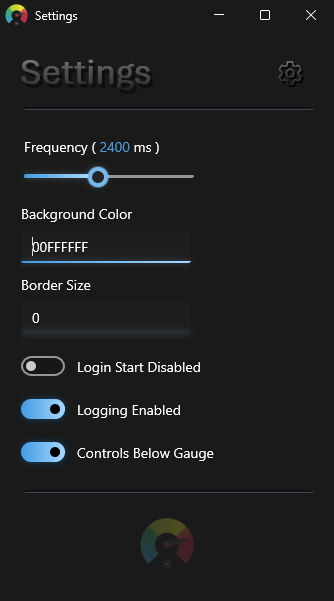 Settings
Settings
Frequency ( 2400 ms )
Background Color
00FFFFFF
Border Size
0
Login Start Disabled
Logging Enabled
Controls Below Gauge